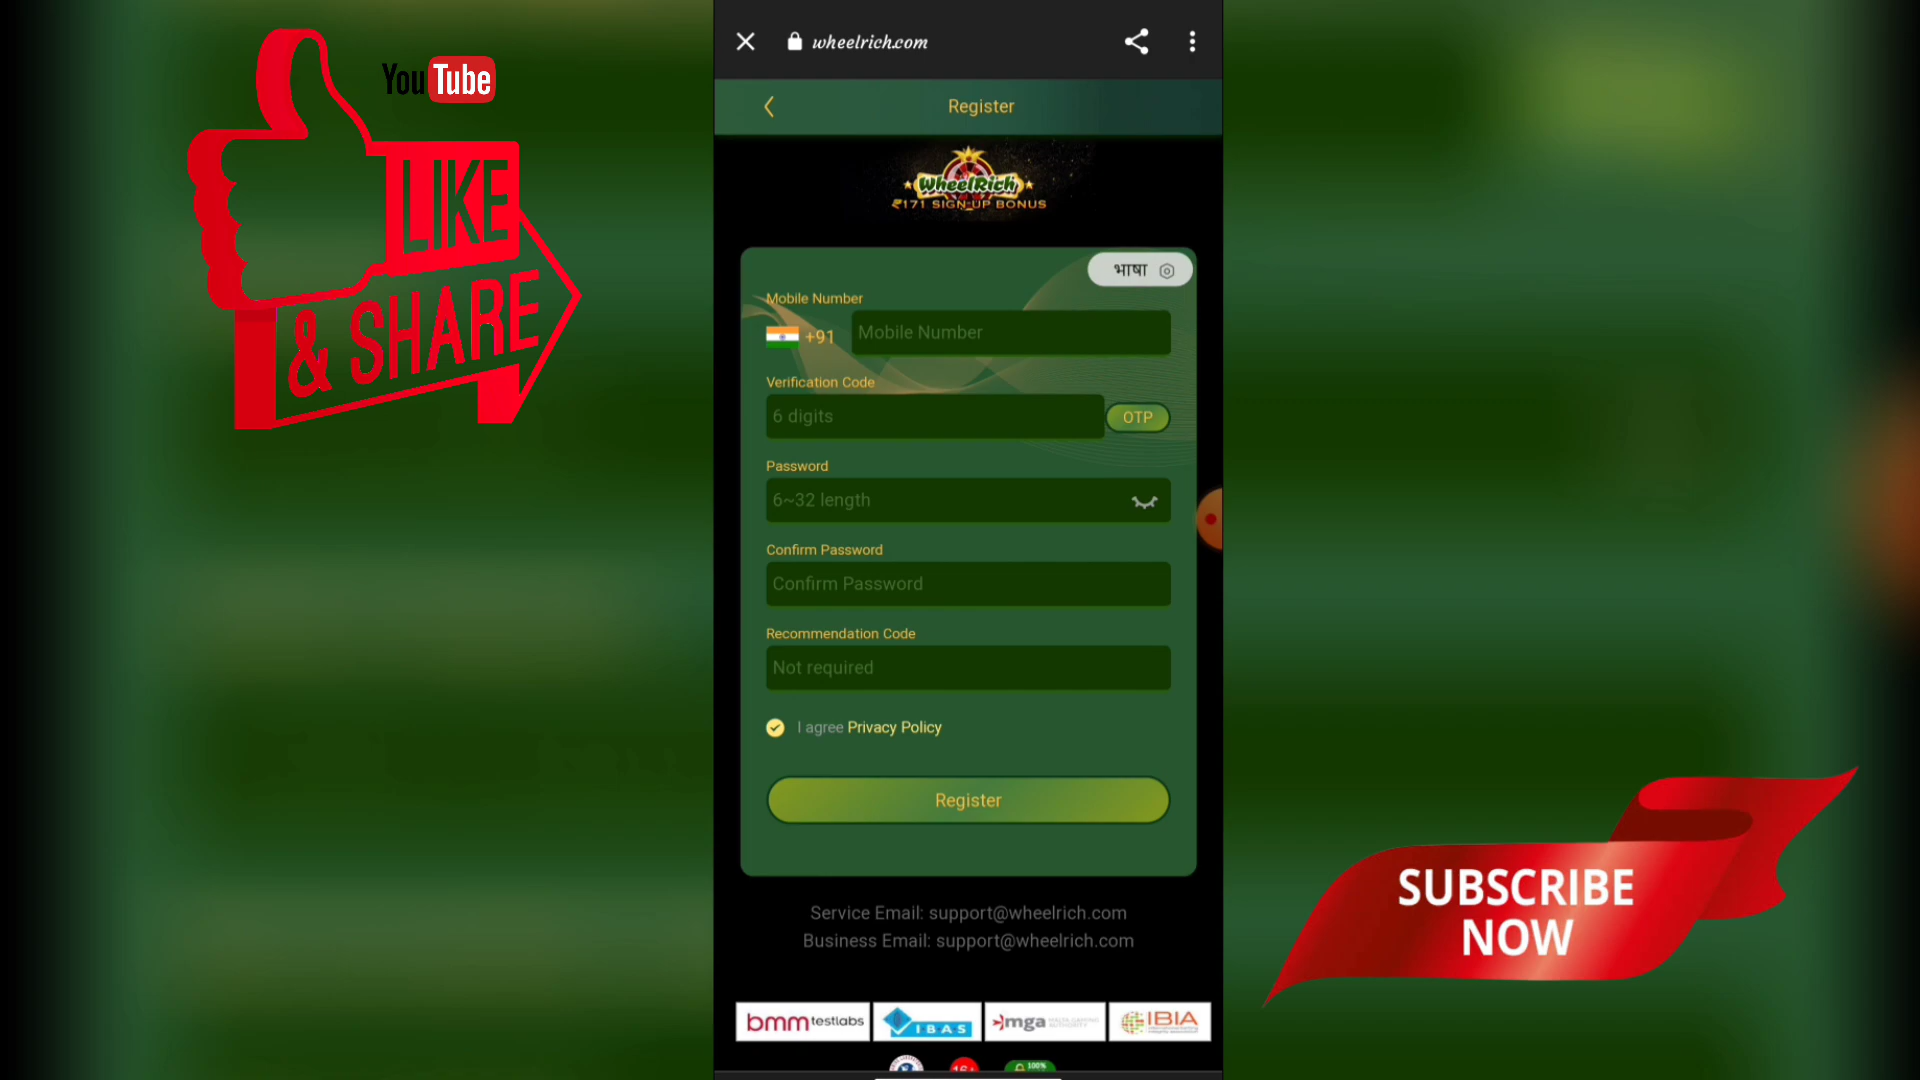 YouTube
LIKE
& SHARE
wheelrich.com
Register
WheelRich
₹171 SIGN-UP BONUS
भाषा
Mobile Number
+91 Mobile Number
Verification Code
6 digits OTP
Password
6~32 length
Confirm Password
Confirm Password
Recommendation Code
Not required
I agree Privacy Policy
Register
Service Email: support@wheelrich.com
Business Email: support@wheelrich.com
bmm testlabs IBAS mga IBIA
100%
SUBSCRIBE
NOW